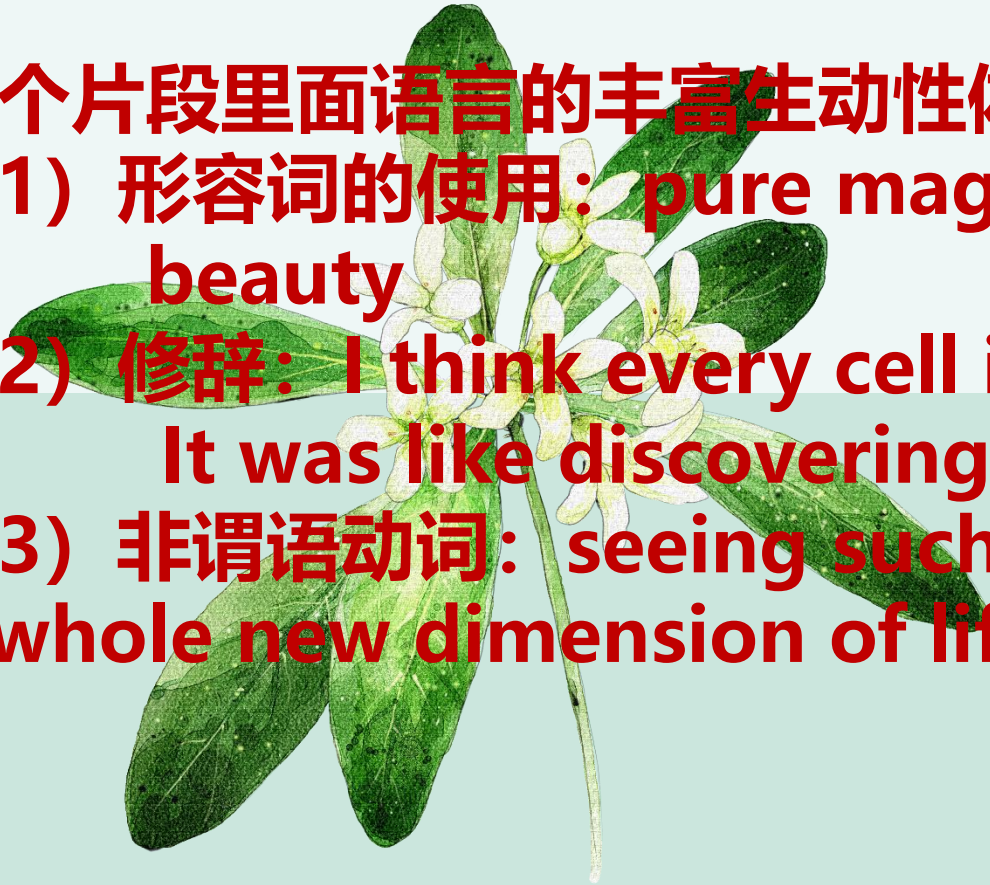 个片段里面语言的丰富生动性
1）形容词的使用：pure
beauty
2）修辞：I think every cell
It was like discovering
3）非谓语动词：seeing such
whole new dimension of